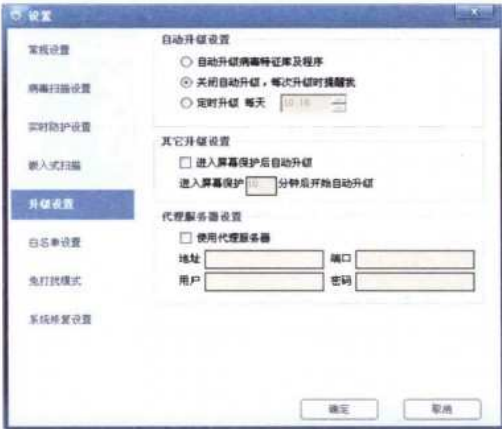 设置
常规设置
病毒扫描设置
实时防护设置
嵌入式扫描
升级设置
白名单设置
免打扰模式
系统修复设置
自动升级设置
自动升级病毒特征库及程序
关闭自动升级，每次升级时提醒我
定时升级 每天 10:16
其它升级设置
进入屏幕保护后自动升级
进入屏幕保护 10 分钟后开始自动升级
代理服务器设置
使用代理服务器
地址 端口
用户 密码
确定 取消